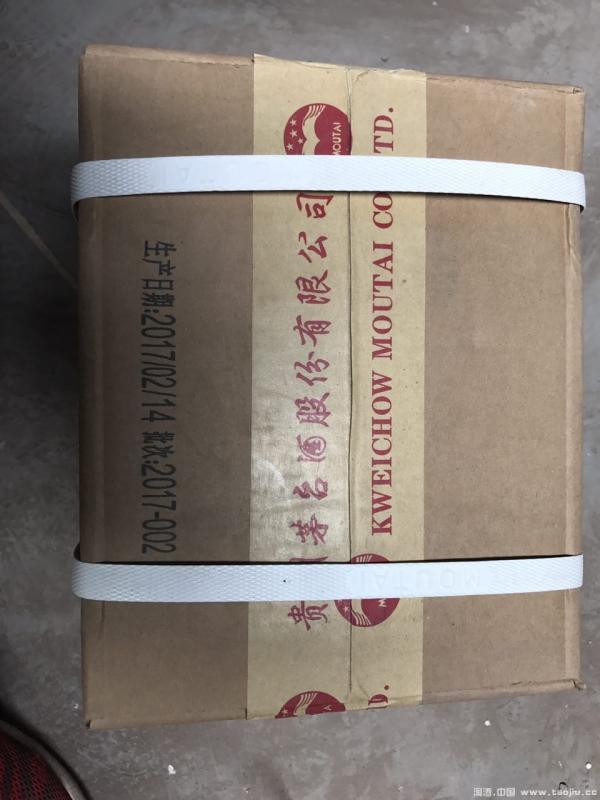 生产日期:2017/02/14 批次:2017-002
MOUTAI
贵州茅台酒股份有限公司
KWEICHOW MOUTAI CO LTD.
MOUTAI
D.
淘酒.中国 www.taojiu.cc